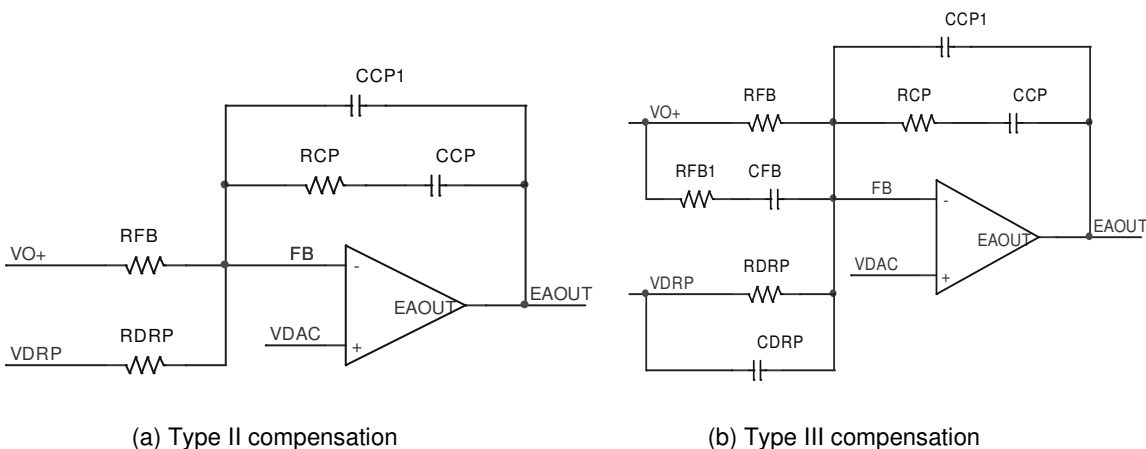 CCP1
RCP
CCP
RFB
VO+
FB
-
EAOUT
EAOUT
VDAC
+
RDRP
VDRP
(a) Type II compensation
CCP1
RFB
RCP
CCP
VO+
RFB1
CFB
FB
-
EAOUT
EAOUT
VDAC
+
RDRP
VDRP
CDRP
(b) Type III compensation